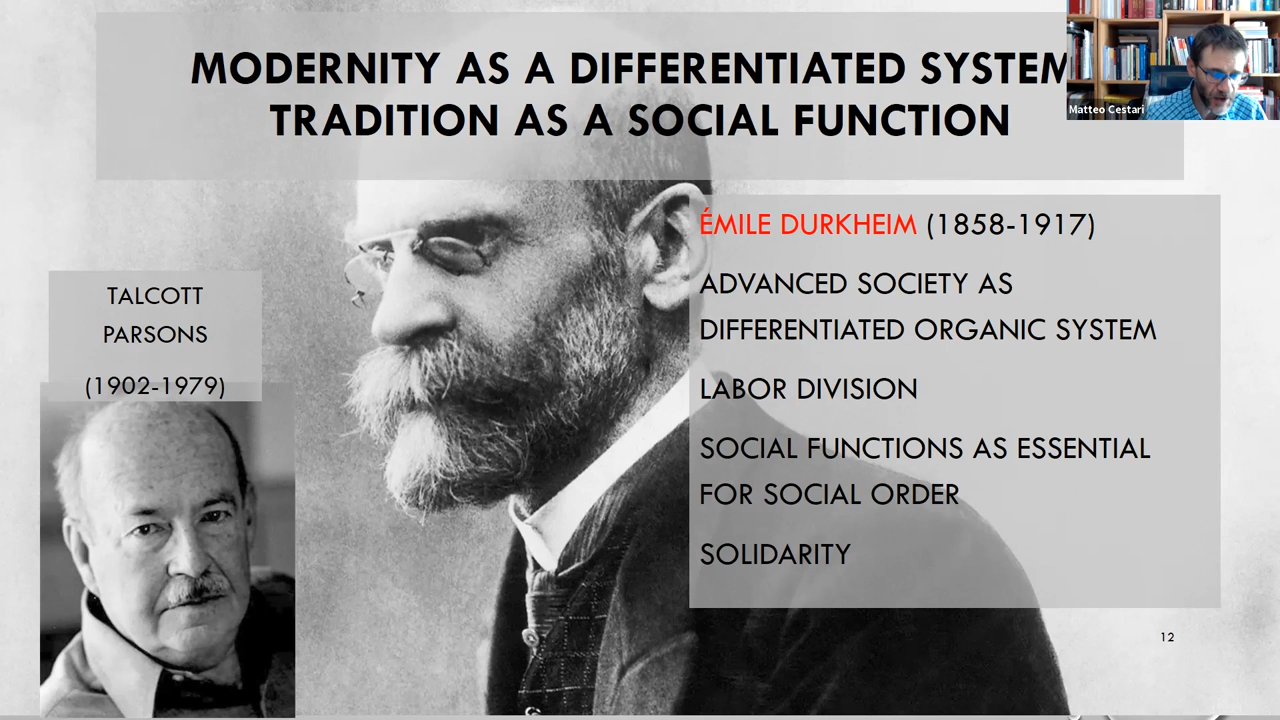 MODERNITY AS A DIFFERENTIATED SYSTEM
TRADITION AS A SOCIAL FUNCTION
Matteo Cestari
ÉMILE DURKHEIM (1858-1917)
ADVANCED SOCIETY AS
DIFFERENTIATED ORGANIC SYSTEM
LABOR DIVISION
SOCIAL FUNCTIONS AS ESSENTIAL
FOR SOCIAL ORDER
SOLIDARITY
TALCOTT
PARSONS
(1902-1979)
12